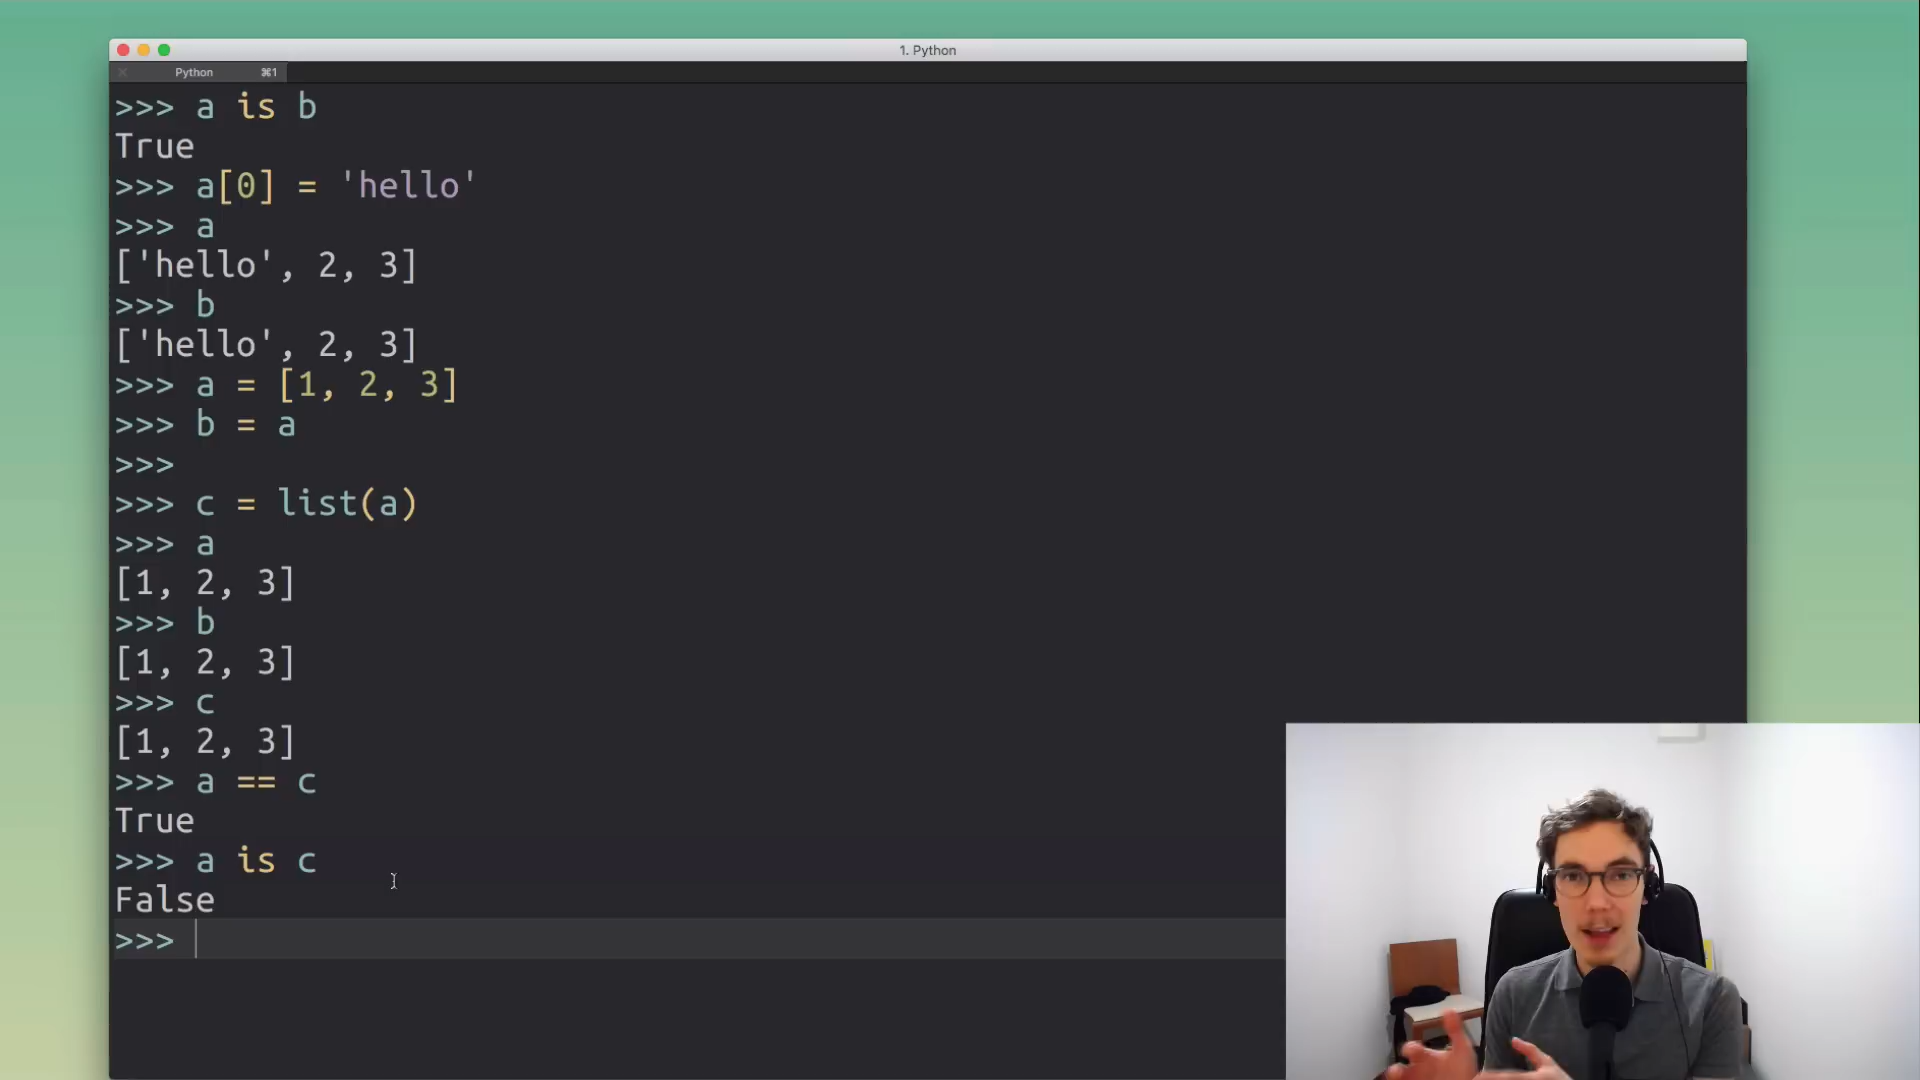 1. Python
Python ⌘1
>>> a is b
True
>>> a[0] = 'hello'
>>> a
['hello', 2, 3]
>>> b
['hello', 2, 3]
>>> a = [1, 2, 3]
>>> b = a
>>>
>>> c = list(a)
>>> a
[1, 2, 3]
>>> b
[1, 2, 3]
>>> c
[1, 2, 3]
>>> a == c
True
>>> a is c
False
>>>